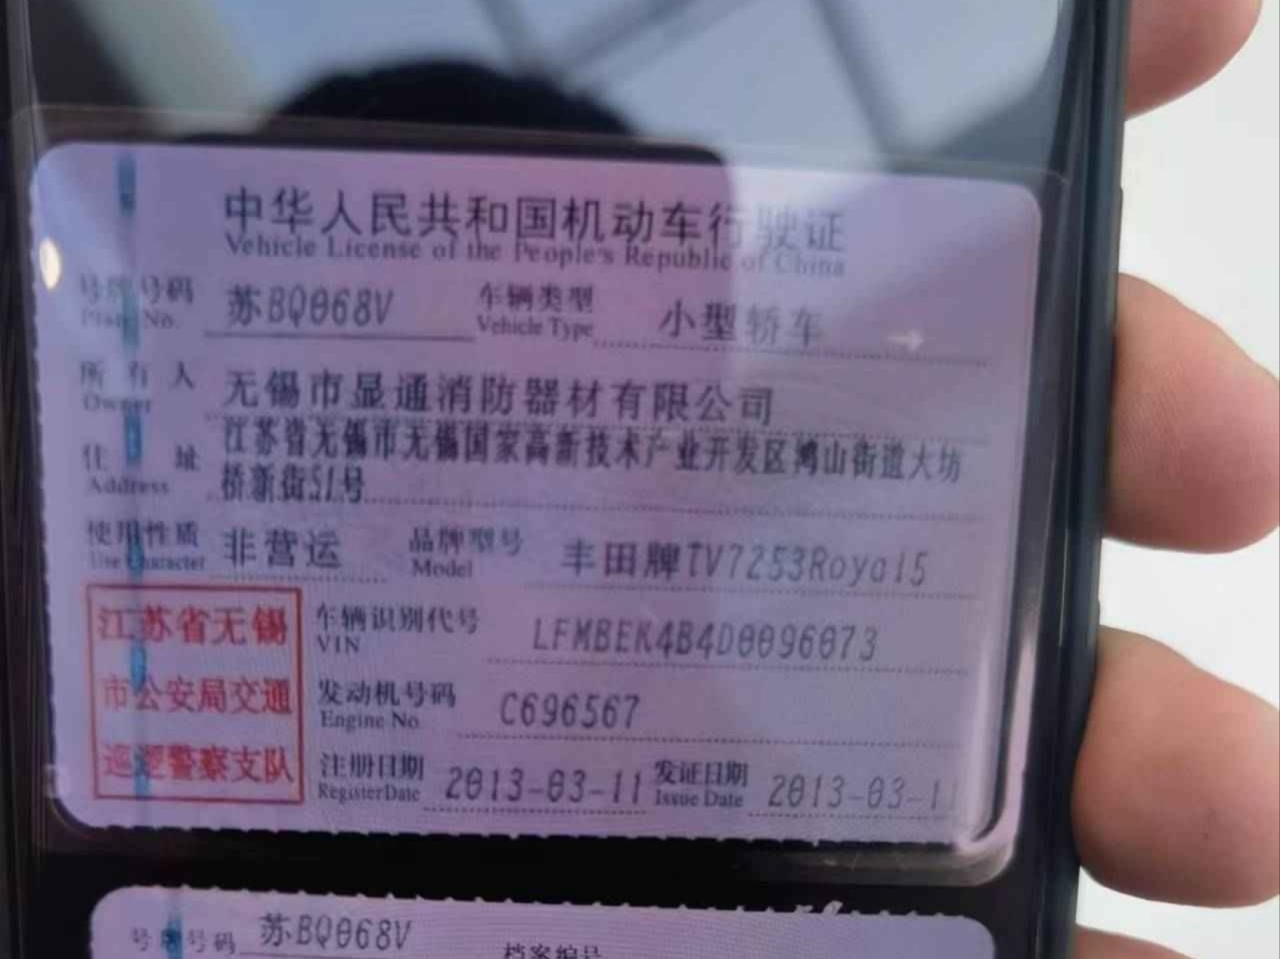 中华人民共和国机动车行驶证
Vehicle License of the People's Republic of China
号牌号码 苏BQ068V 车辆类型 小型轿车
Plate No. Vehicle Type
所有人 无锡市显通消防器材有限公司
Owner
江苏省无锡市无锡国家高新技术产业开发区鸿山街道大坊
住址 桥新街51号
Address
使用性质 非营运 品牌型号 丰田牌TV7253Royal5
Use Character Model
江苏省无锡
市公安局交通
巡逻警察支队
车辆识别代号 LFMBEK4B4D0096073
VIN
发动机号码 C696567
Engine No.
注册日期 2013-03-11 发证日期 2013-03-11
Register Date Issue Date
号牌号码 苏BQ068V 档案编号